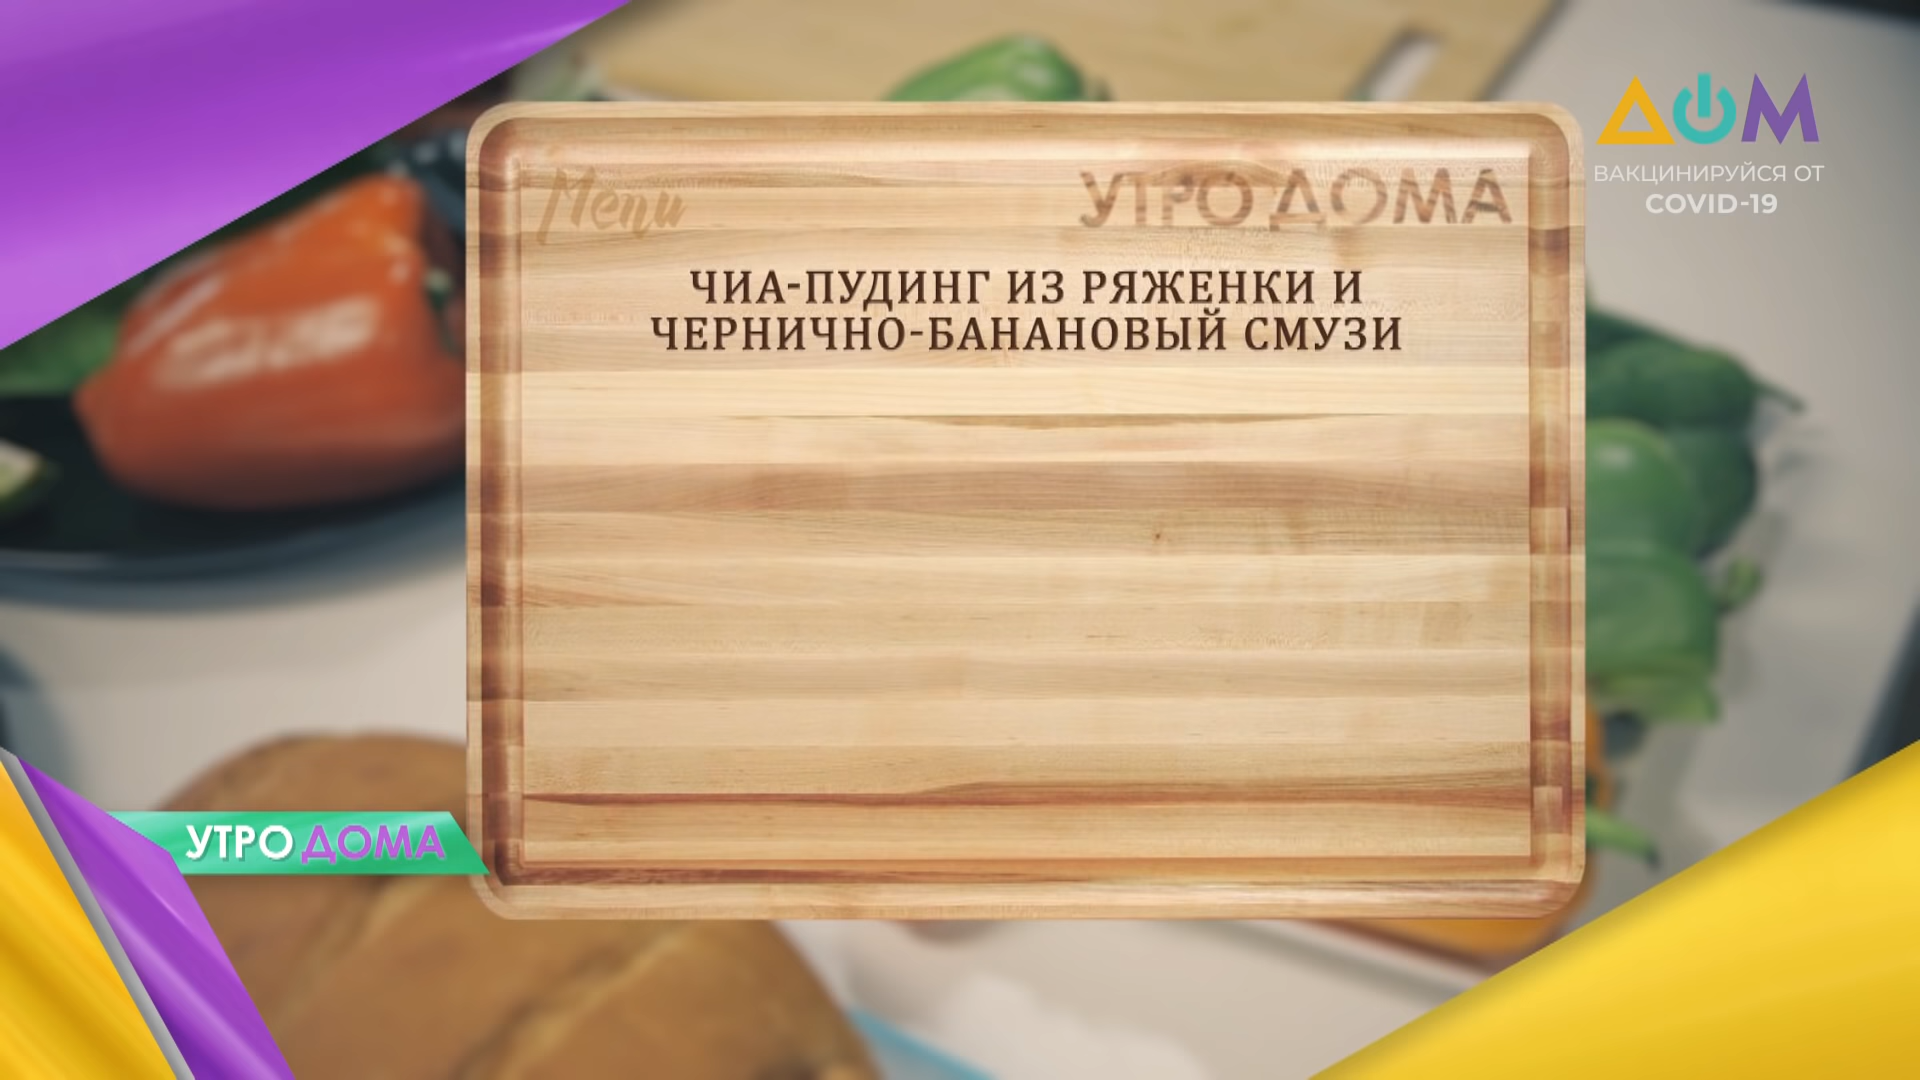 ДОМ
ВАКЦИНИРУЙСЯ ОТ
COVID-19
Menu
УТРО ДОМА
ЧИА-ПУДИНГ ИЗ РЯЖЕНКИ И
ЧЕРНИЧНО-БАНАНОВЫЙ СМУЗИ
УТРО ДОМА